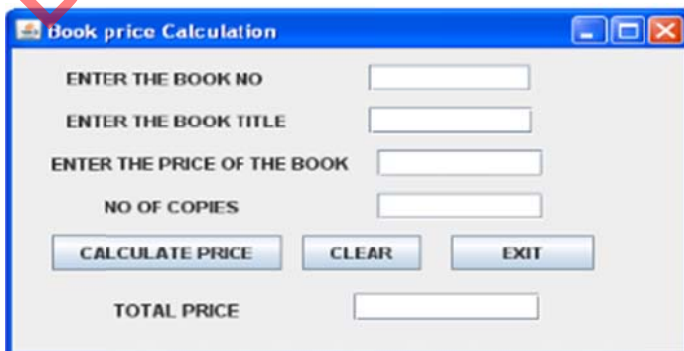 Book price Calculation
ENTER THE BOOK NO
ENTER THE BOOK TITLE
ENTER THE PRICE OF THE BOOK
NO OF COPIES
CALCULATE PRICE CLEAR EXIT
TOTAL PRICE